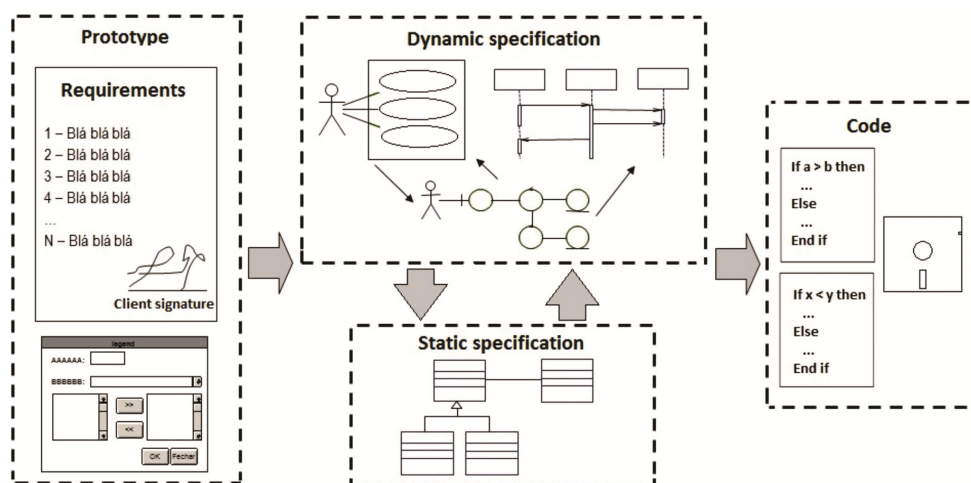 Prototype
Requirements
1 – Blá blá blá
2 – Blá blá blá
3 – Blá blá blá
4 – Blá blá blá
...
N – Blá blá blá
Client signature
legend
AAAAAA:
BBBBBB:
>>
<<
OK
Fechar
Dynamic specification
Static specification
Code
If a > b then
...
Else
...
End if
If x < y then
...
Else
...
End if